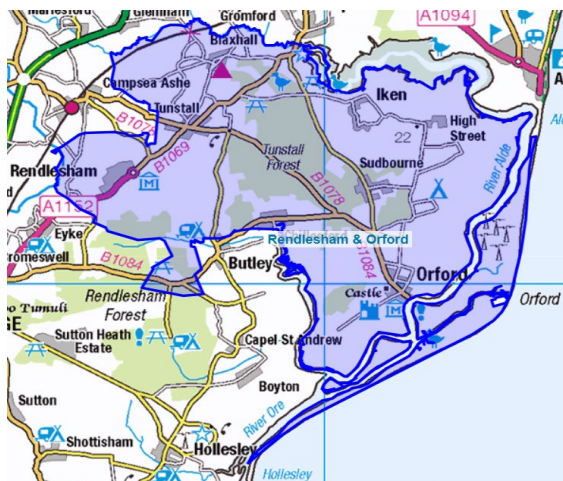 Marlesford
Glemham
Gromford
A1094
Blaxhall
Campsea Ashe
Iken
Tunstall
High
Street
B1078
B1069
22
Tunstall
Forest
Sudbourne
River Alde
Rendlesham
B1078
A1152
Eyke
Rendlesham & Orford
Bromeswell
B1084
Butley
B1084
Orford
Castle
Orford
Rendlesham
Forest
Tumuli
Sutton Heath
Estate
Capel St Andrew
Boyton
Sutton
River Ore
Shottisham
Hollesley
Hollesley